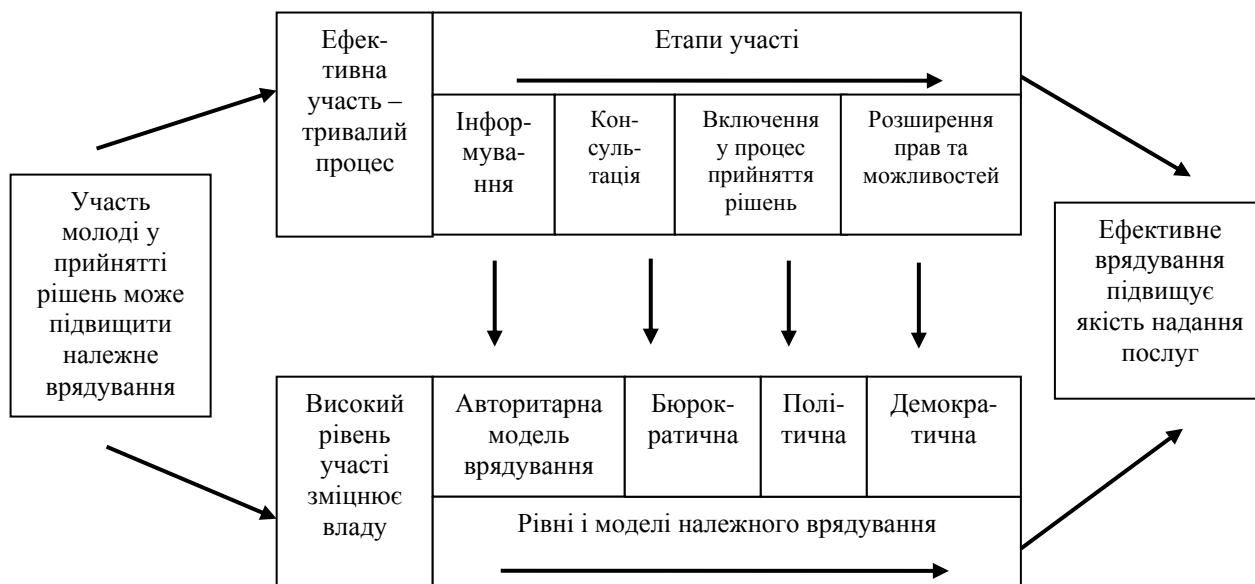 Участь
молоді у
прийнятті
рішень може
підвищити
належне
врядування
Ефек-
тивна
участь –
тривалий
процес
Етапи участі
Інфор-
мува-
ння
Кон-
суль-
тація
Включення
у процес
прийняття
рішень
Розширення
прав та
можливостей
Високий
рівень
участі
зміцнює
владу
Авторитарна
модель
врядування
Бюрок-
ратична
Полі-
тична
Демокра-
тична
Рівні і моделі належного врядування
Ефективне
врядування
підвищує
якість надання
послуг